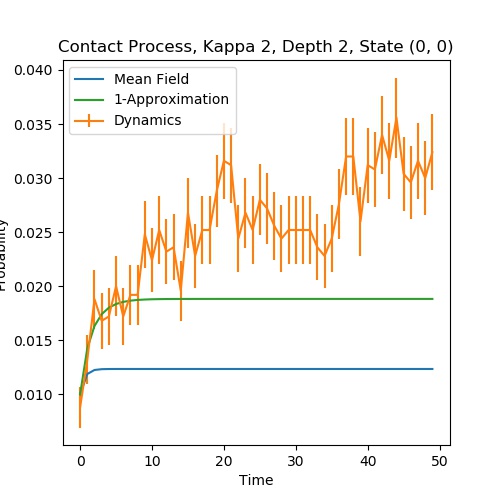 Contact Process, Kappa 2, Depth 2, State (0, 0)
Mean Field
1-Approximation
Dynamics
Probability
0.040
0.035
0.030
0.025
0.020
0.015
0.010
0 10 20 30 40 50
Time